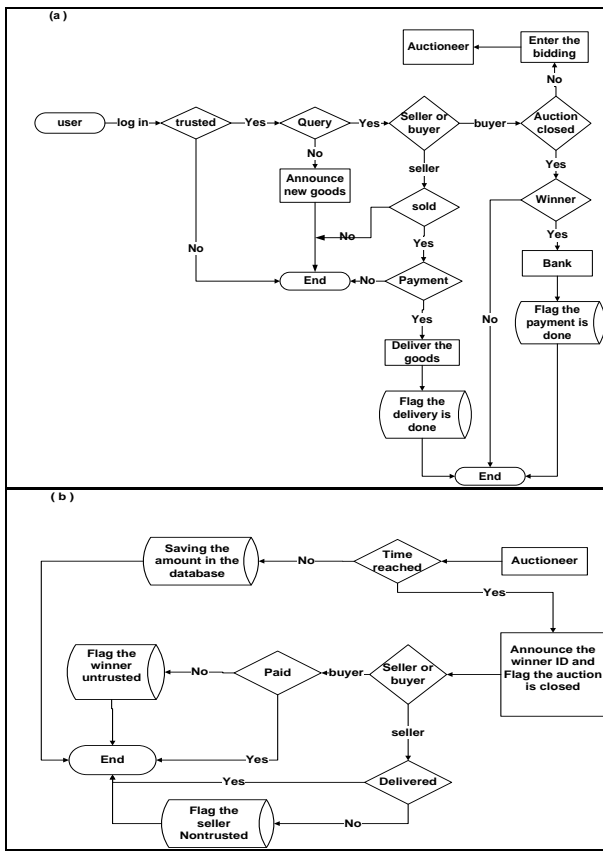 (a)
Auctioneer
Enter the
bidding
No
user
log in
trusted
Yes
Query
Yes
Seller or
buyer
buyer
Auction
closed
No
seller
Yes
Announce
new goods
sold
Winner
No
No
Yes
Yes
End
No
Payment
Bank
Yes
No
Flag the
payment is
done
Deliver the
goods
Flag the
delivery is
done
End
(b)
Saving the
amount in the
database
No
Time
reached
Auctioneer
Yes
Flag the
winner
untrusted
No
Paid
buyer
Seller or
buyer
Announce the
winner ID and
Flag the auction
is closed
seller
End
Yes
Yes
Delivered
Flag the
seller
Nontrusted
No